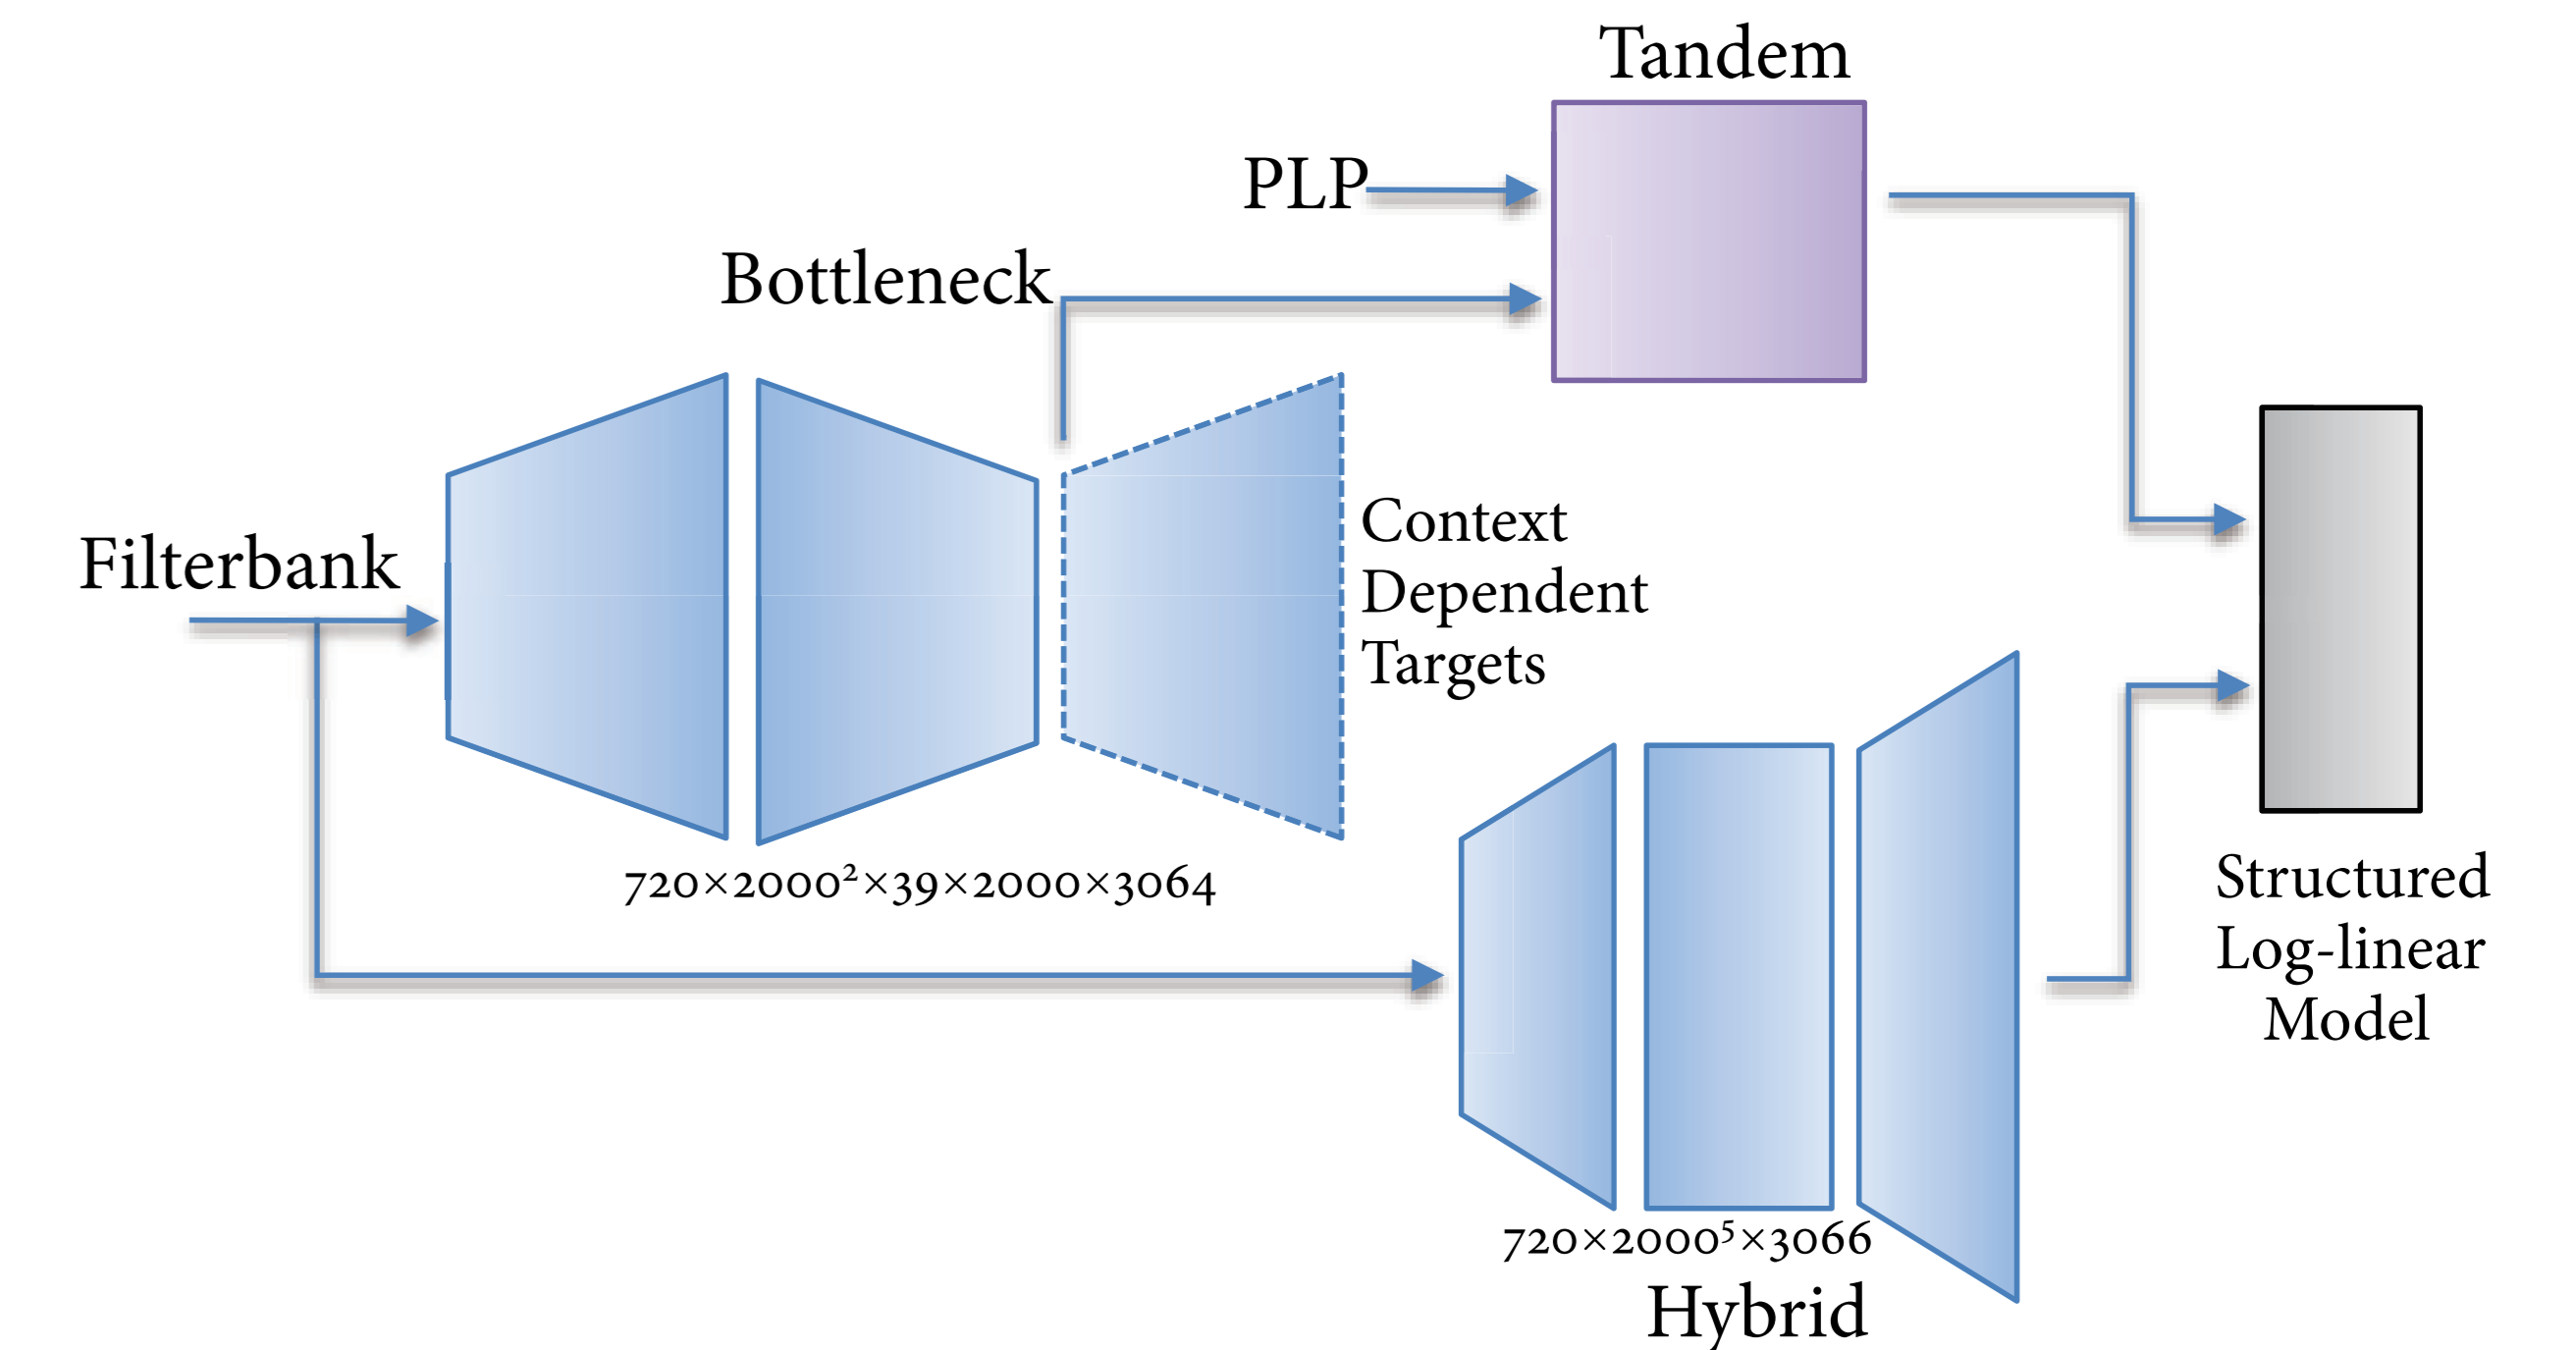 Tandem
PLP
Bottleneck
Filterbank
Context
Dependent
Targets
720×2000²×39×2000×3064
Structured
Log-linear
Model
720×2000⁵×3066
Hybrid